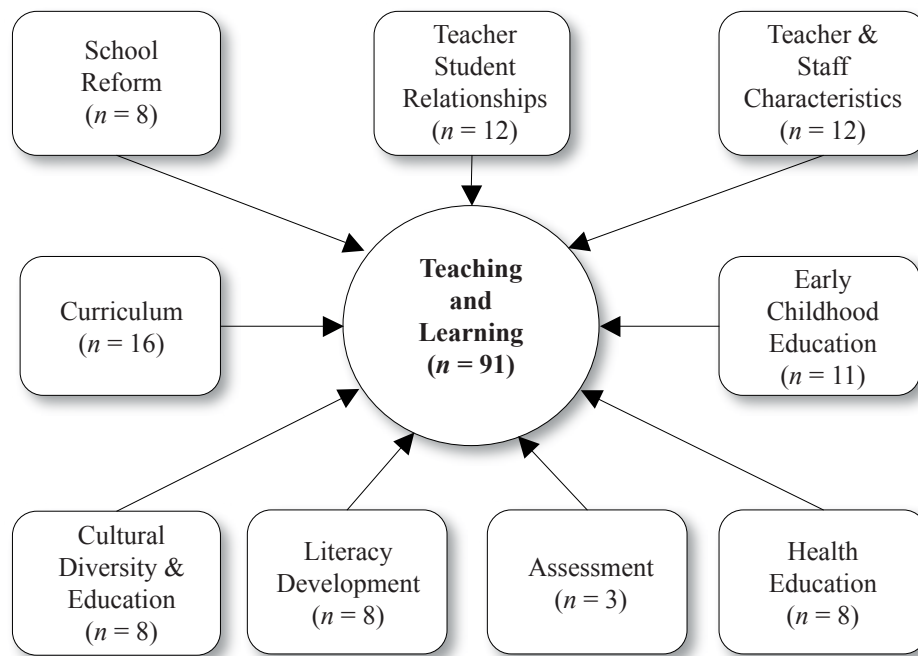 School
Reform
(n = 8)
Teacher
Student
Relationships
(n = 12)
Teacher &
Staff
Characteristics
(n = 12)
Curriculum
(n = 16)
Teaching
and
Learning
(n = 91)
Early
Childhood
Education
(n = 11)
Cultural
Diversity &
Education
(n = 8)
Literacy
Development
(n = 8)
Assessment
(n = 3)
Health
Education
(n = 8)